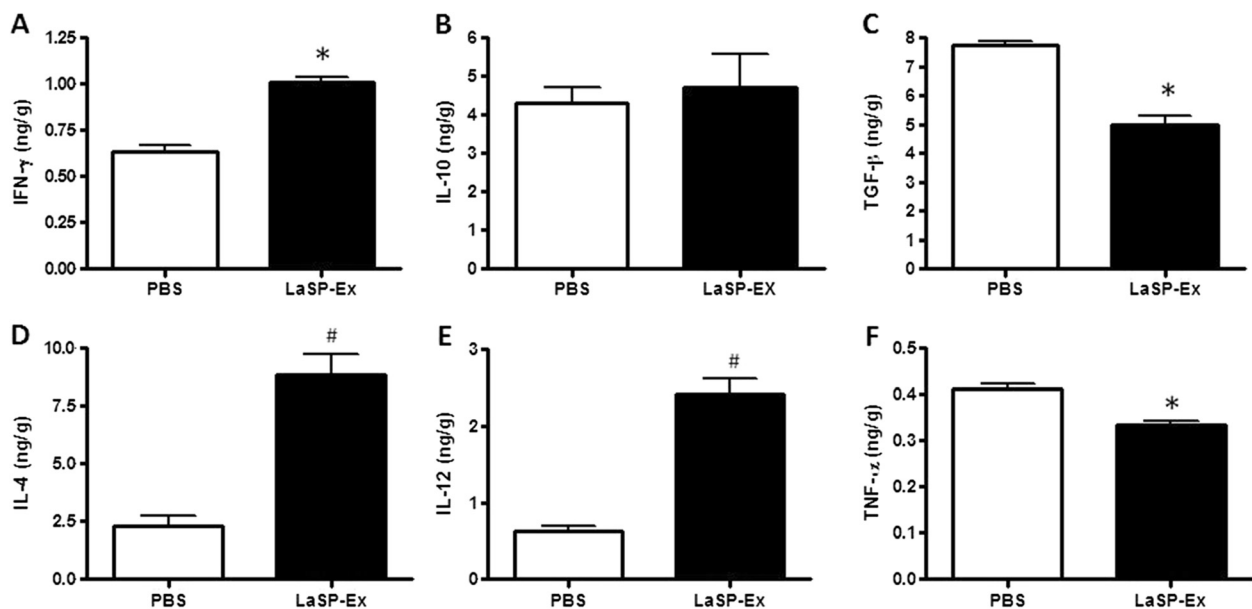 A
IFN-γ (ng/g)
1.25
1.00
0.75
0.50
0.25
0.00
*
PBS
LaSP-Ex
B
IL-10 (ng/g)
6
5
4
3
2
1
0
PBS
LaSP-EX
C
TGF-β (ng/g)
8
7
6
5
4
3
2
1
0
*
PBS
LaSP-Ex
D
IL-4 (ng/g)
10.0
7.5
5.0
2.5
0.0
#
PBS
LaSP-Ex
E
IL-12 (ng/g)
3
2
1
0
#
PBS
LaSP-Ex
F
TNF-α (ng/g)
0.5
0.4
0.3
0.2
0.1
0.0
*
PBS
LaSP-Ex